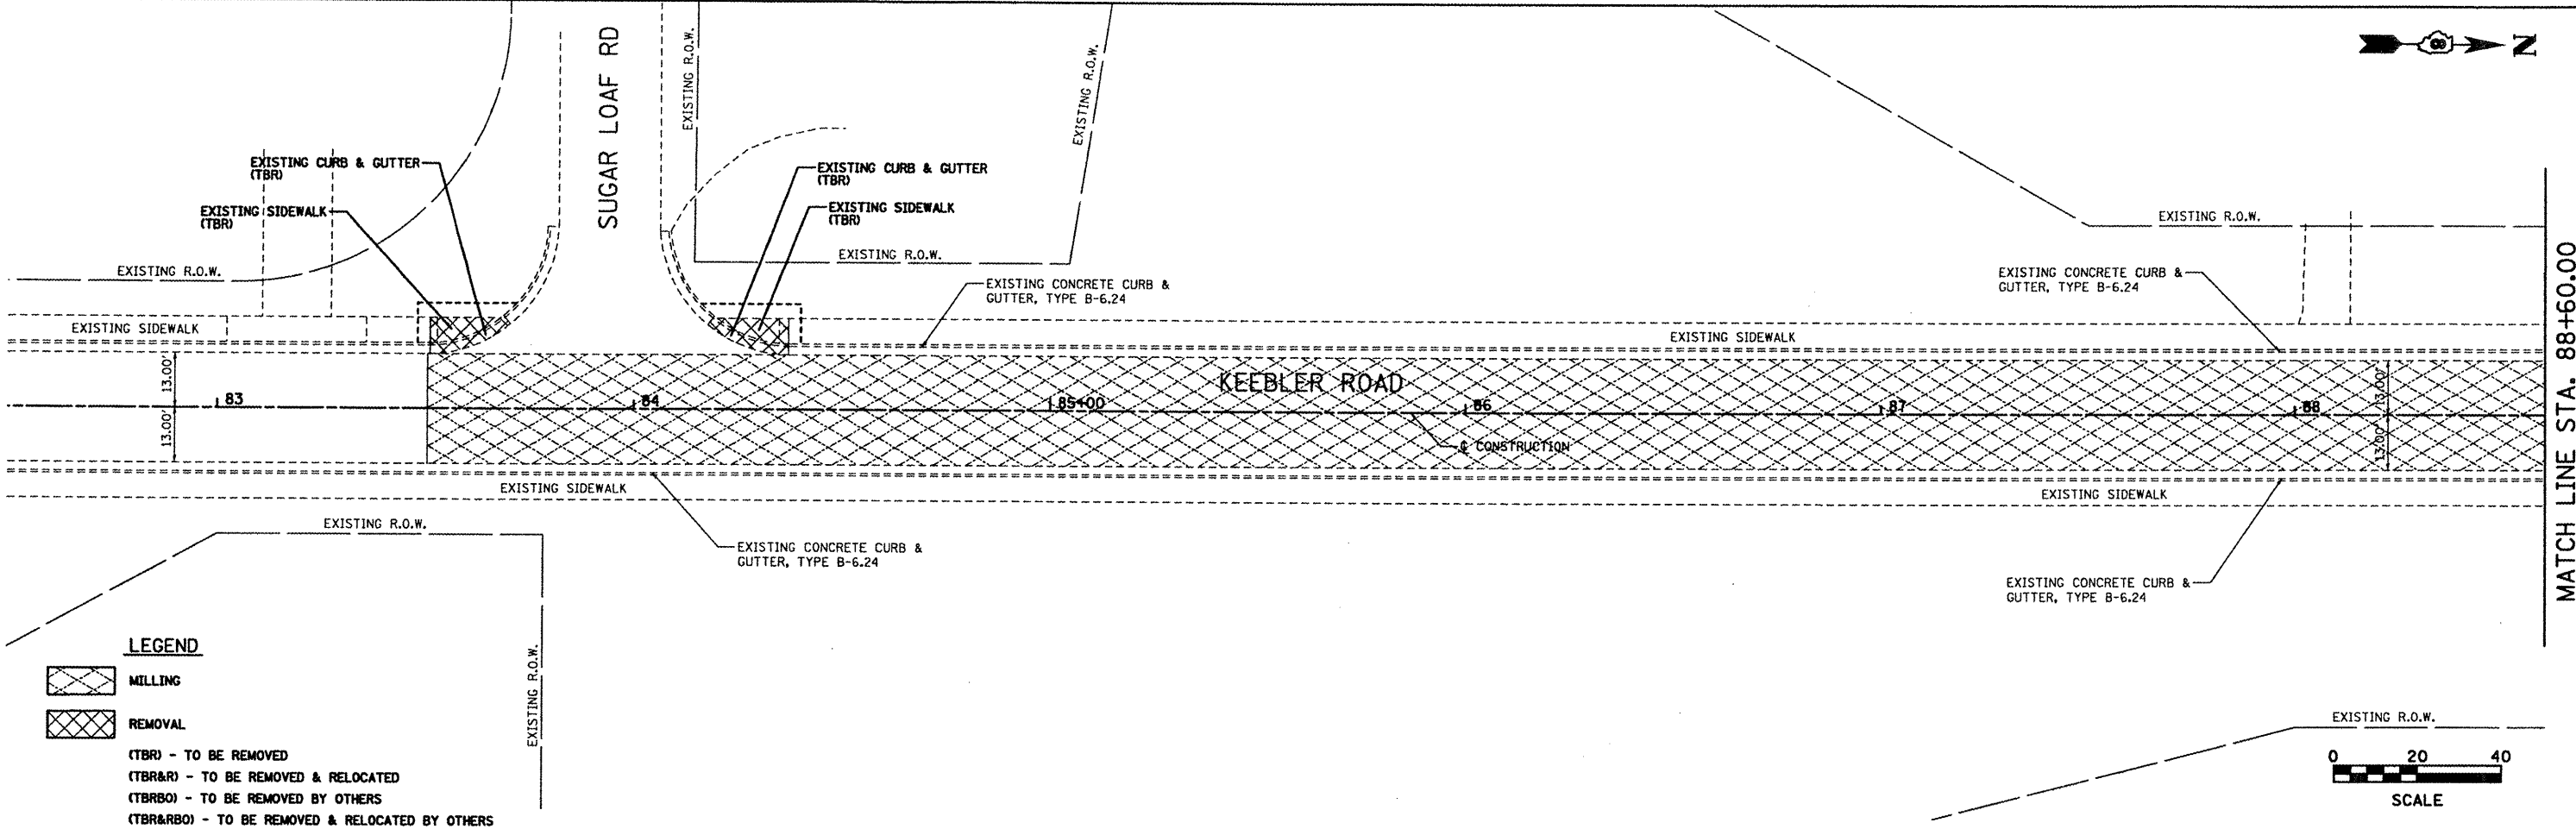 N
SUGAR LOAF RD
EXISTING R.O.W.
EXISTING R.O.W.
EXISTING CURB & GUTTER
(TBR)
EXISTING SIDEWALK
(TBR)
EXISTING CURB & GUTTER
(TBR)
EXISTING SIDEWALK
(TBR)
EXISTING R.O.W.
EXISTING R.O.W.
EXISTING R.O.W.
EXISTING CONCRETE CURB &
GUTTER, TYPE B-6.24
EXISTING CONCRETE CURB &
GUTTER, TYPE B-6.24
EXISTING SIDEWALK
EXISTING SIDEWALK
MATCH LINE STA. 88+60.00
KEEBLER ROAD
13.00'
13.00'
83
84
85+00
86
87
88
13.00'
13.00'
℄ CONSTRUCTION
EXISTING SIDEWALK
EXISTING SIDEWALK
EXISTING R.O.W.
EXISTING CONCRETE CURB &
GUTTER, TYPE B-6.24
EXISTING CONCRETE CURB &
GUTTER, TYPE B-6.24
EXISTING R.O.W.
LEGEND
MILLING
REMOVAL
(TBR) - TO BE REMOVED
(TBR&R) - TO BE REMOVED & RELOCATED
(TBRBO) - TO BE REMOVED BY OTHERS
(TBR&RBO) - TO BE REMOVED & RELOCATED BY OTHERS
EXISTING R.O.W.
0 20 40
SCALE